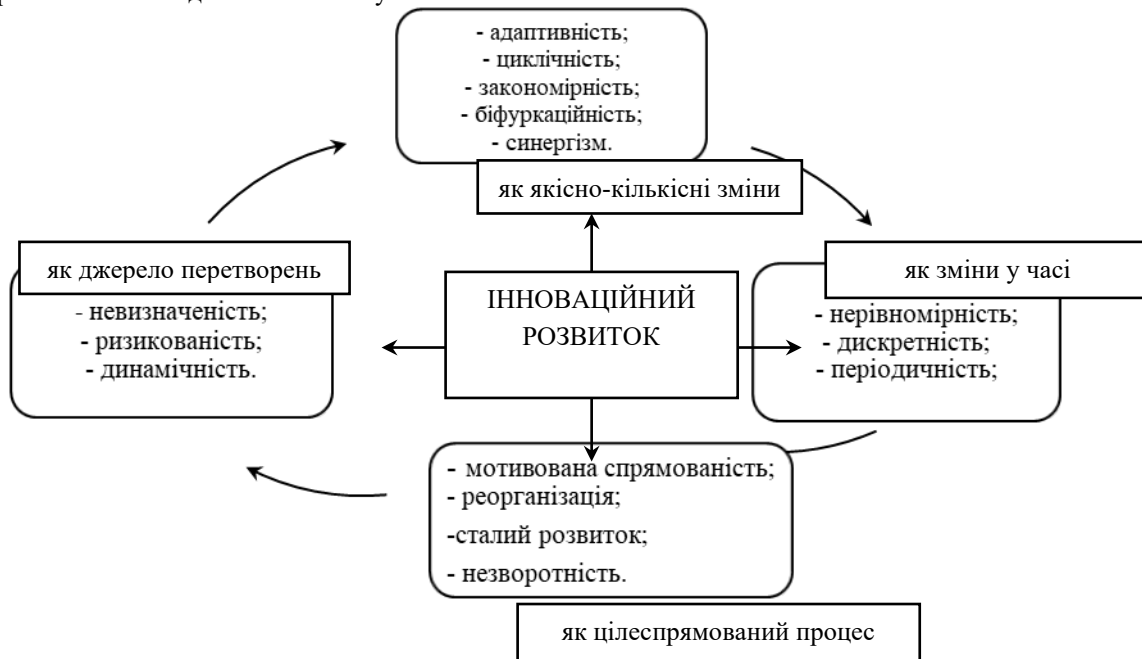 - адаптивність;
- циклічність;
- закономірність;
- біфуркаційність;
- синергізм.
як якісно-кількісні зміни
як джерело перетворень
- невизначеність;
- ризикованість;
- динамічність.
ІННОВАЦІЙНИЙ
РОЗВИТОК
як зміни у часі
- нерівномірність;
- дискретність;
- періодичність;
- мотивована спрямованість;
- реорганізація;
-сталий розвиток;
- незворотність.
як цілеспрямований процес